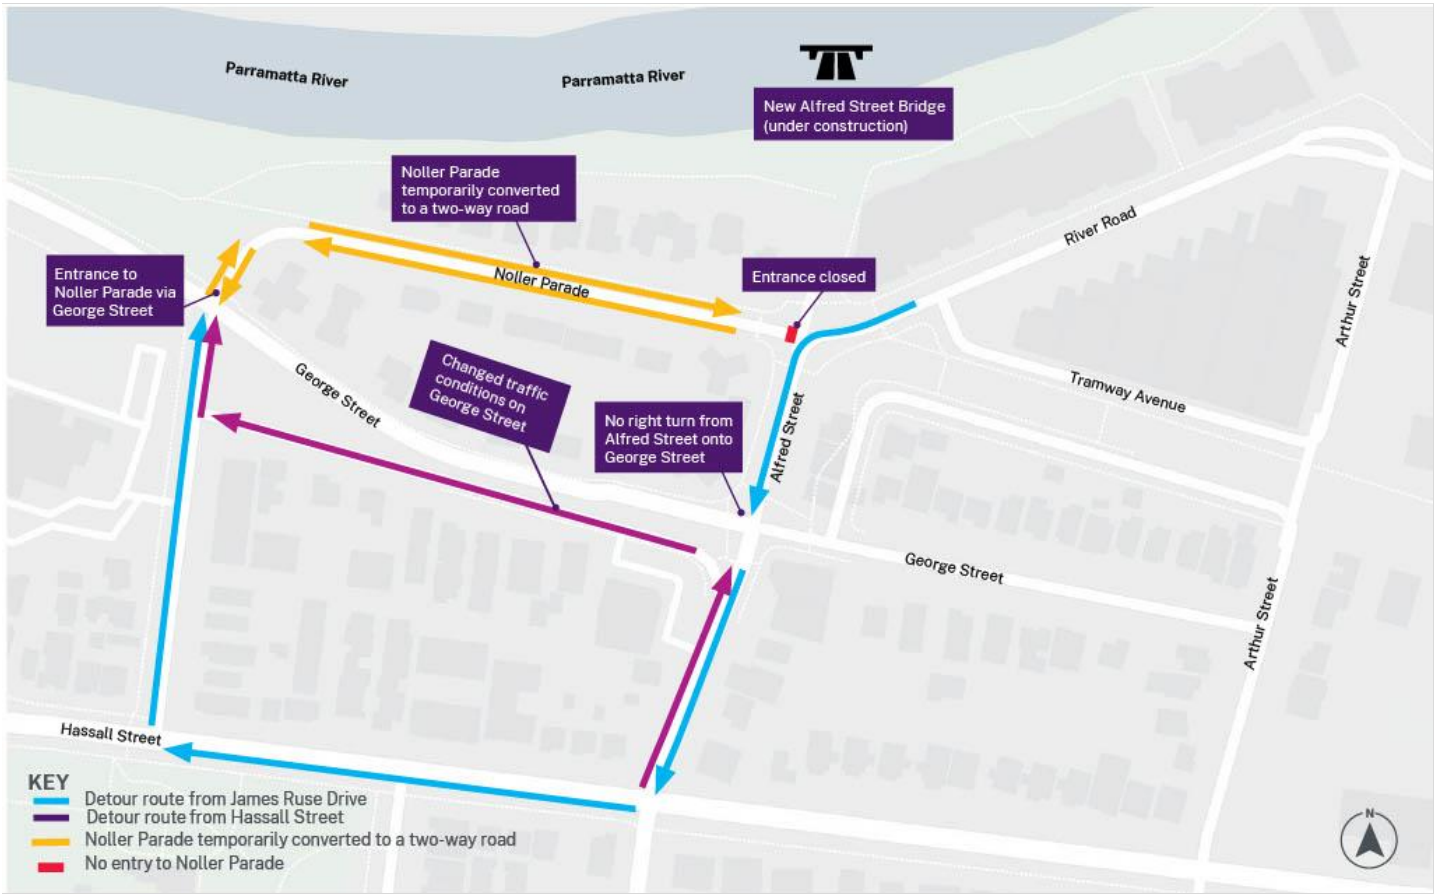 Parramatta River
Parramatta River
New Alfred Street Bridge
(under construction)
Noller Parade
temporarily converted
to a two-way road
River Road
Entrance to
Noller Parade via
George Street
Noller Parade
Entrance closed
Arthur Street
Changed traffic
conditions on
George Street
George Street
No right turn from
Alfred Street onto
George Street
Alfred Street
Tramway Avenue
George Street
Arthur Street
Hassall Street
KEY
Detour route from James Ruse Drive
Detour route from Hassall Street
Noller Parade temporarily converted to a two-way road
No entry to Noller Parade
N